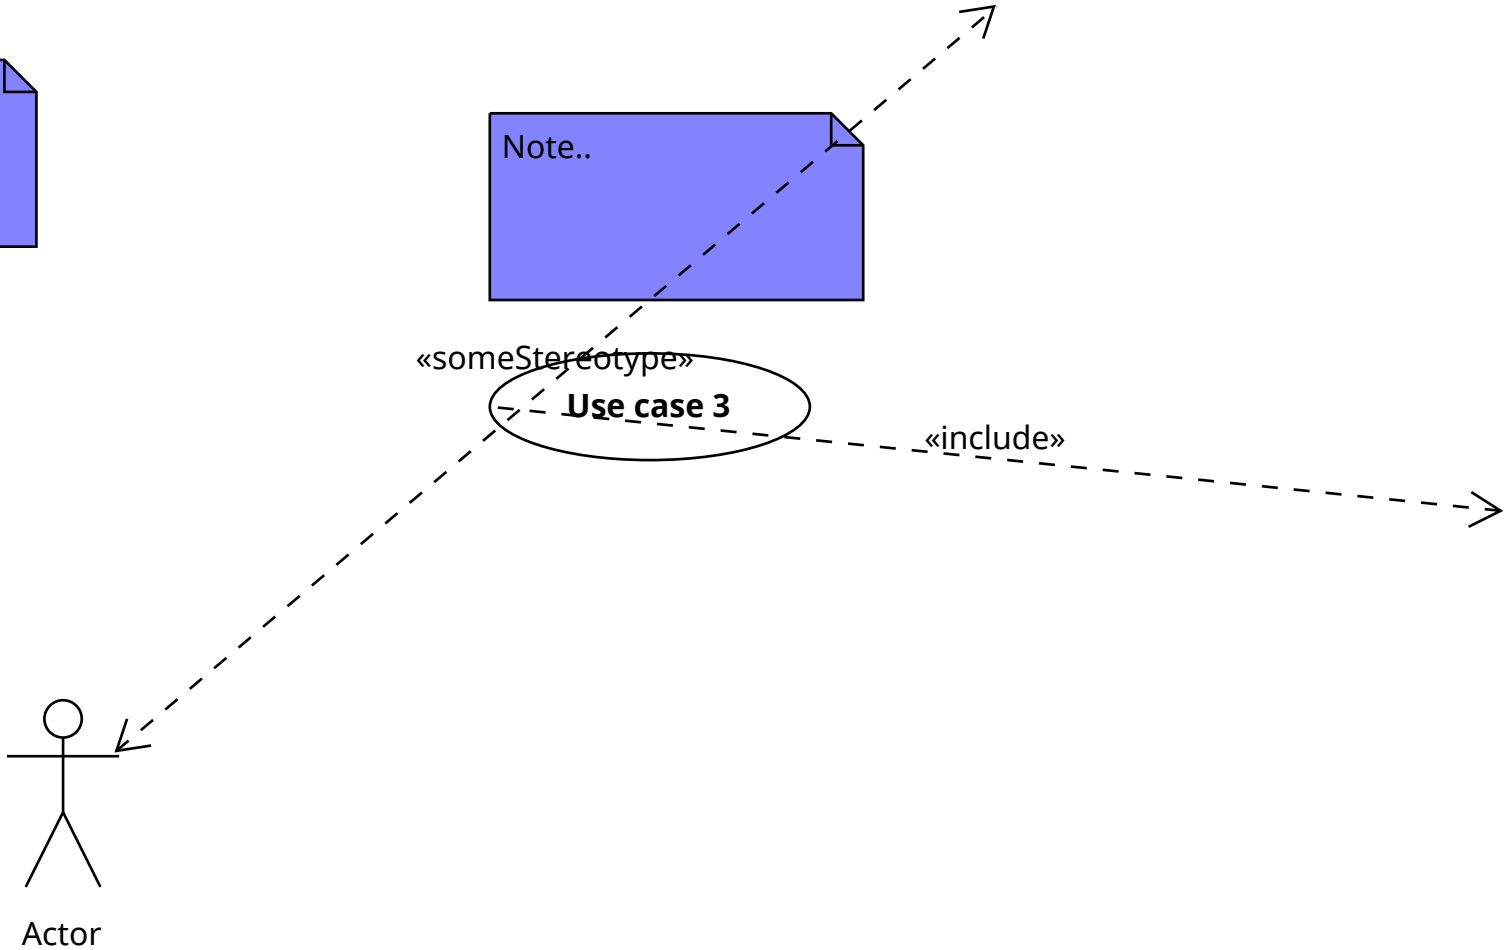 Note..
«someStereotype»
Use case 3
«include»
Actor